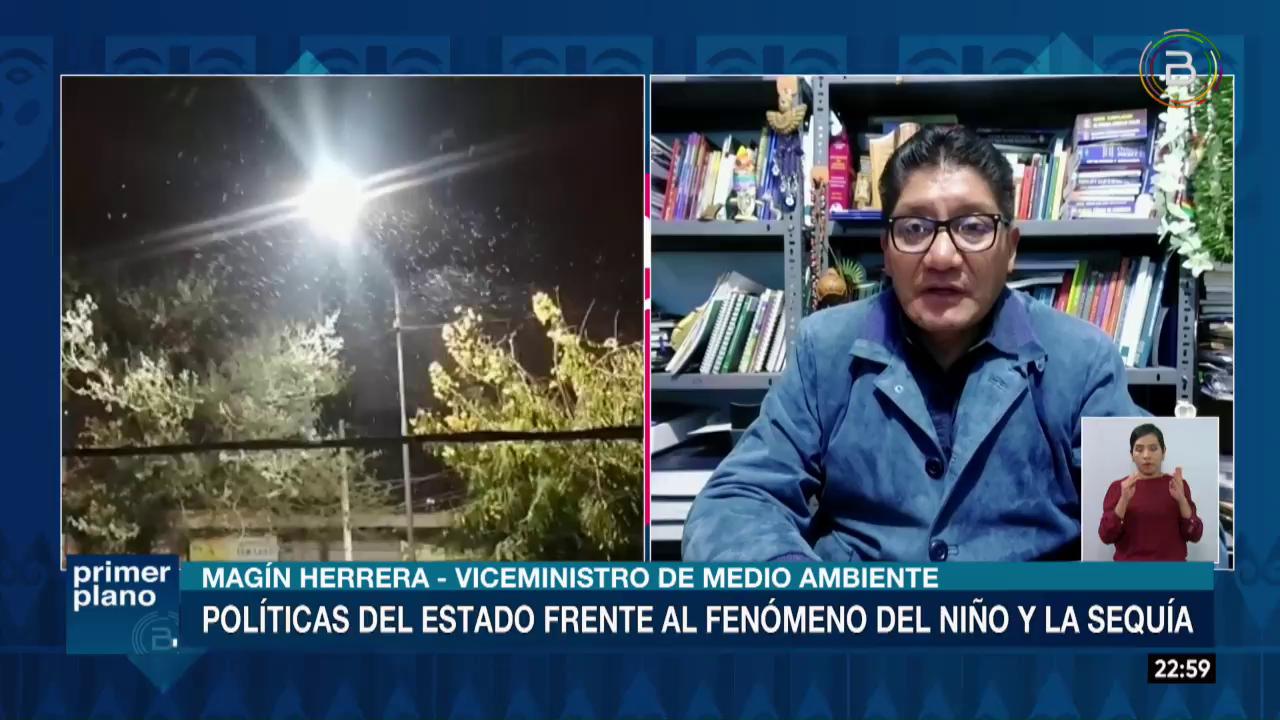 B
primer
plano
MAGÍN HERRERA - VICEMINISTRO DE MEDIO AMBIENTE
POLÍTICAS DEL ESTADO FRENTE AL FENÓMENO DEL NIÑO Y LA SEQUÍA
22:59